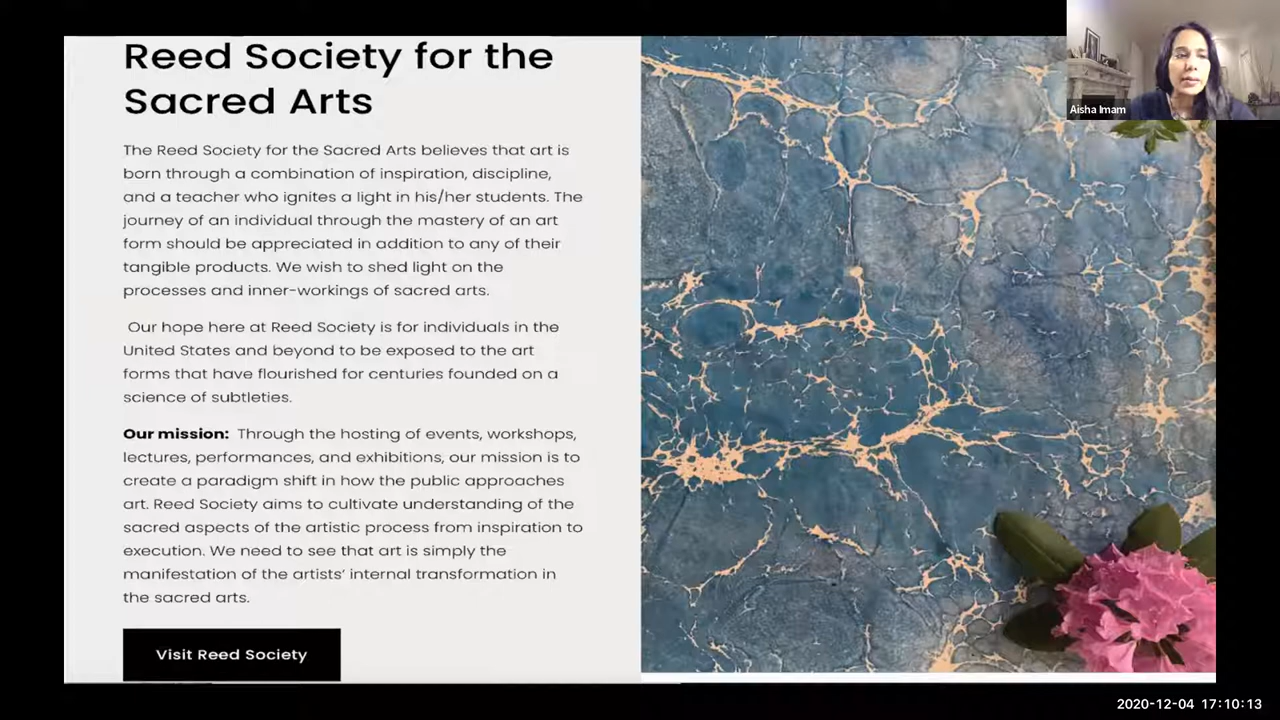 Reed Society for the
Sacred Arts
The Reed Society for the Sacred Arts believes that art is
born through a combination of inspiration, discipline,
and a teacher who ignites a light in his/her students. The
journey of an individual through the mastery of an art
form should be appreciated in addition to any of their
tangible products. We wish to shed light on the
processes and inner-workings of sacred arts.
Our hope here at Reed Society is for individuals in the
United States and beyond to be exposed to the art
forms that have flourished for centuries founded on a
science of subtleties.
Our mission: Through the hosting of events, workshops,
lectures, performances, and exhibitions, our mission is to
create a paradigm shift in how the public approaches
art. Reed Society aims to cultivate understanding of the
sacred aspects of the artistic process from inspiration to
execution. We need to see that art is simply the
manifestation of the artists' internal transformation in
the sacred arts.
Visit Reed Society
Aisha Imam
2020-12-04 17:10:13